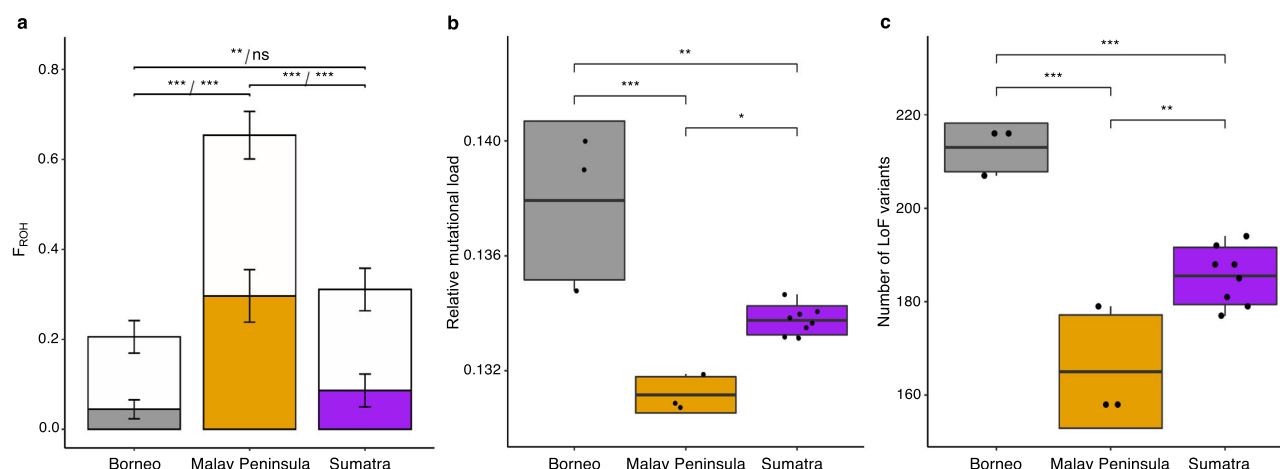 a
F_ROH
0.8
0.6
0.4
0.2
0.0
**/ns
***/ ***
***/ ***
Borneo
Malay Peninsula
Sumatra
b
Relative mutational load
0.140
0.136
0.132
**
***
*
Borneo
Malay Peninsula
Sumatra
c
Number of LoF variants
220
200
180
160
***
***
**
Borneo
Malay Peninsula
Sumatra